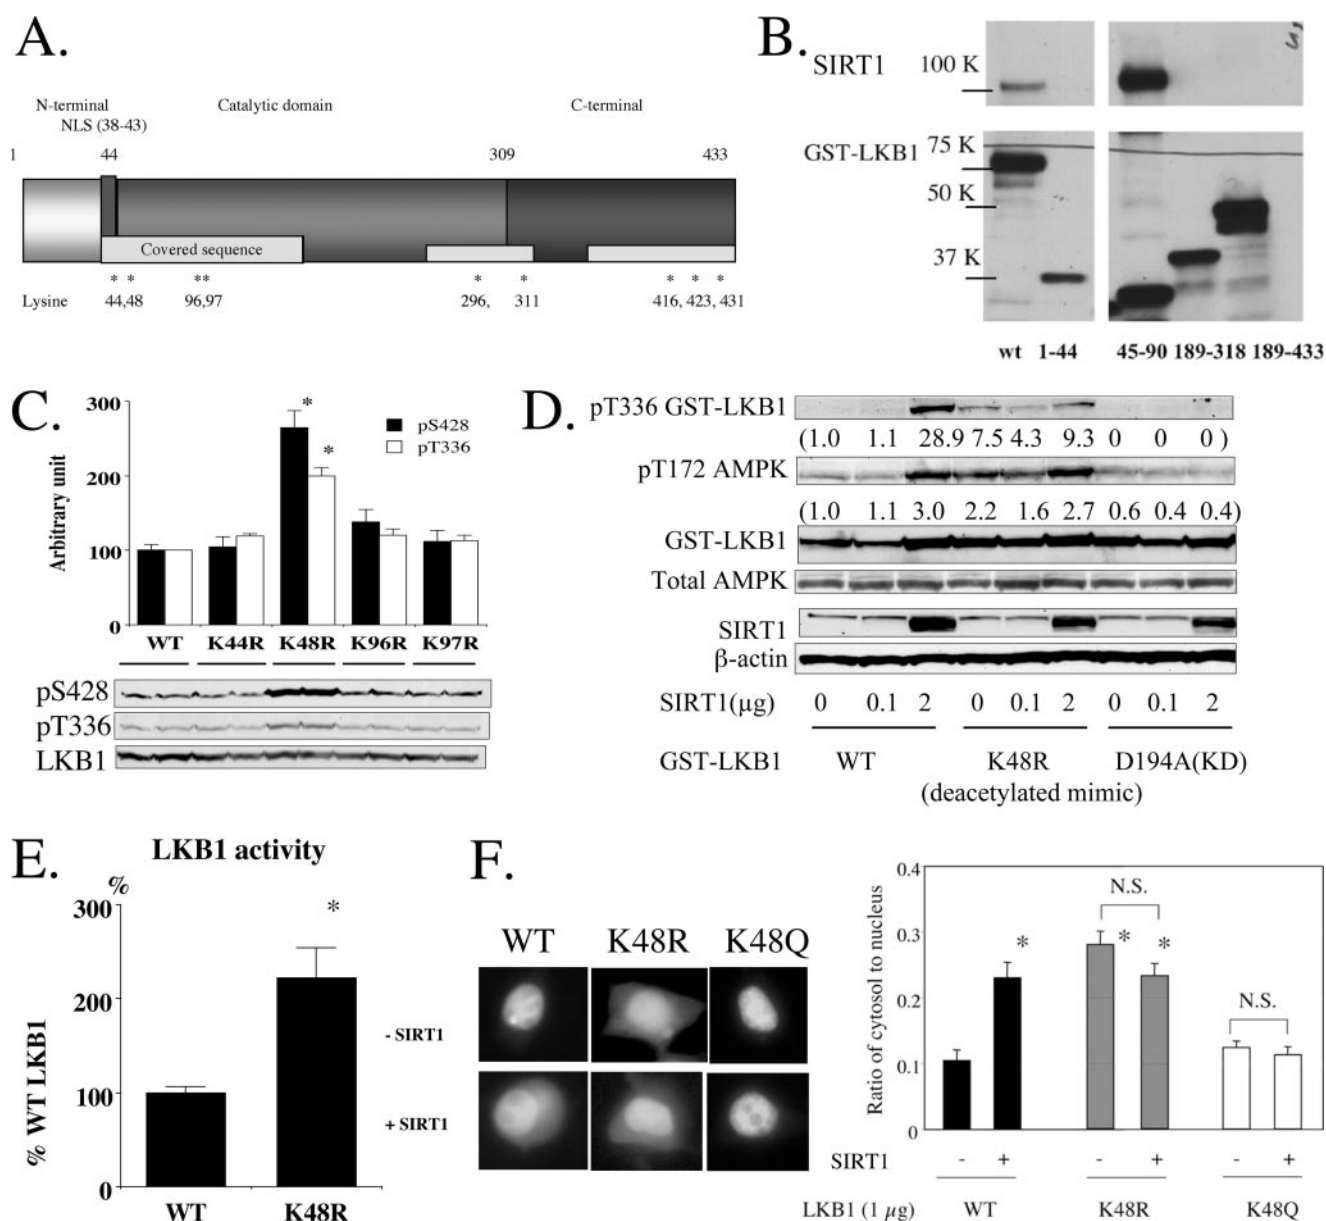 A.
N-terminal Catalytic domain C-terminal
NLS (38-43)
1 44 309 433
Covered sequence
* * ** * * * * *
Lysine 44,48 96,97 296, 311 416, 423, 431
B.
SIRT1 100 K
GST-LKB1 75 K
50 K
37 K
wt 1-44 45-90 189-318 189-433
C.
300
200
100
0
Arbitrary unit
pS428
pT336
* *
WT K44R K48R K96R K97R
pS428
pT336
LKB1
D.
pT336 GST-LKB1
(1.0 1.1 28.9 7.5 4.3 9.3 0 0 0 )
pT172 AMPK
(1.0 1.1 3.0 2.2 1.6 2.7 0.6 0.4 0.4)
GST-LKB1
Total AMPK
SIRT1
β-actin
SIRT1(µg) 0 0.1 2 0 0.1 2 0 0.1 2
GST-LKB1 WT K48R D194A(KD)
(deacetylated mimic)
E.
LKB1 activity
%
300
200
100
0
% WT LKB1
*
WT K48R
F.
WT K48R K48Q
- SIRT1
+ SIRT1
0.4
0.3
0.2
0.1
0
Ratio of cytosol to nucleus
N.S.
* * *
N.S.
SIRT1 - + - + - +
LKB1 (1 µg) WT K48R K48Q